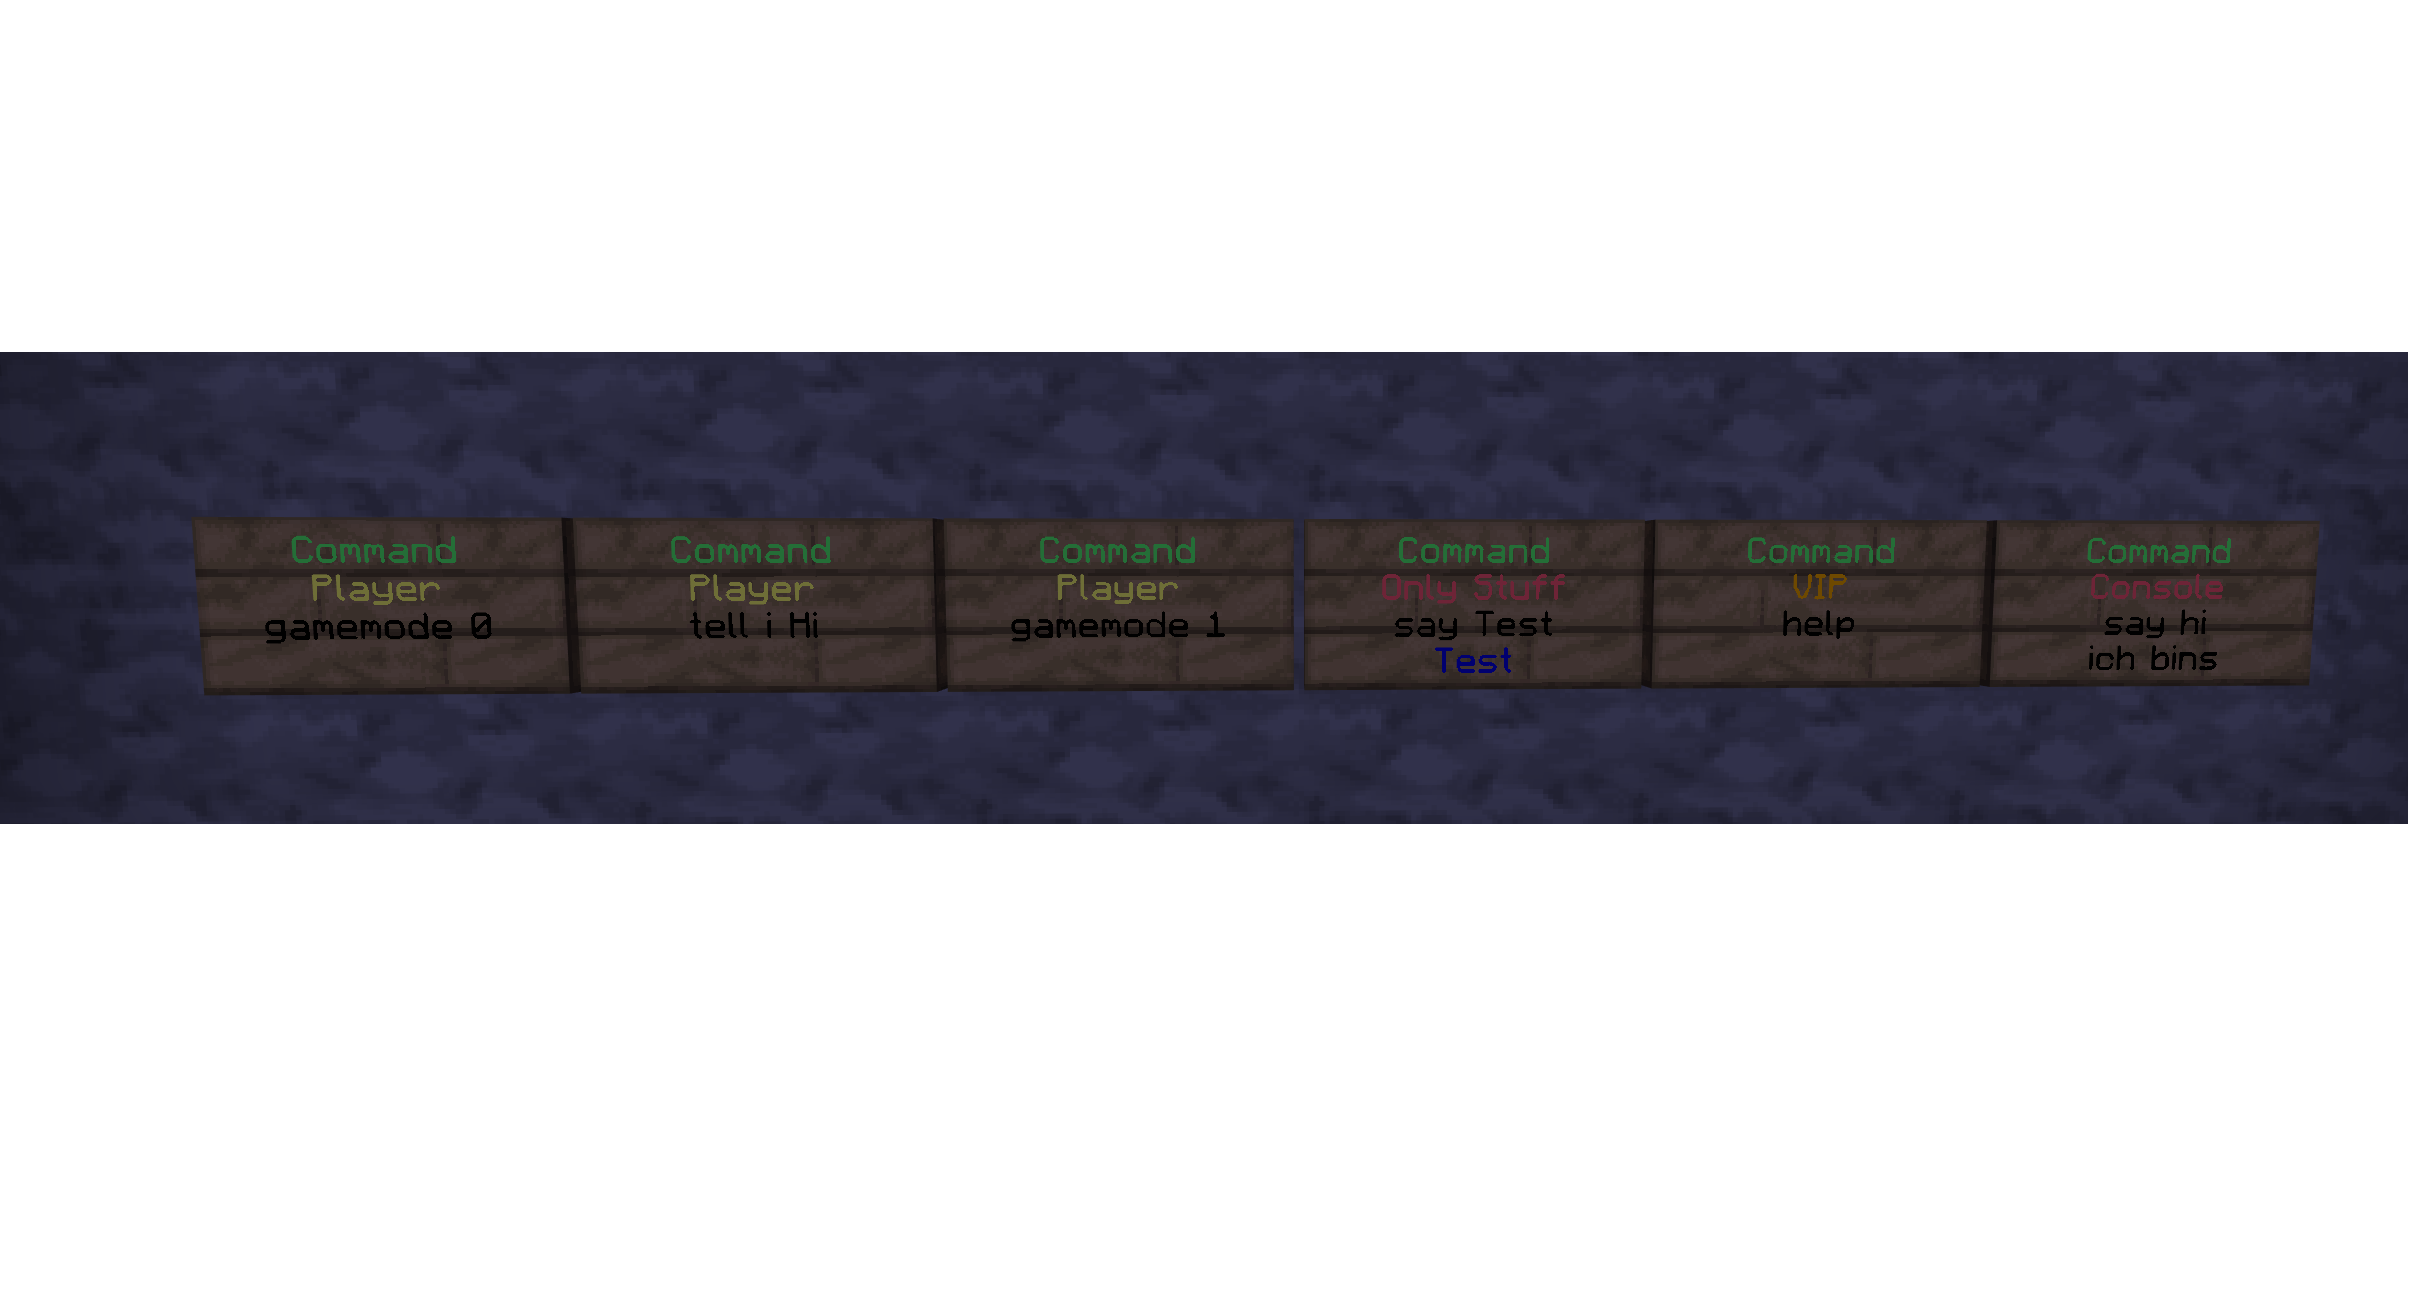 Command
Player
gamemode 0
Command
Player
tell i Hi
Command
Player
gamemode 1
Command
Only Stuff
say Test
Test
Command
VIP
help
Command
Console
say hi
ich bins